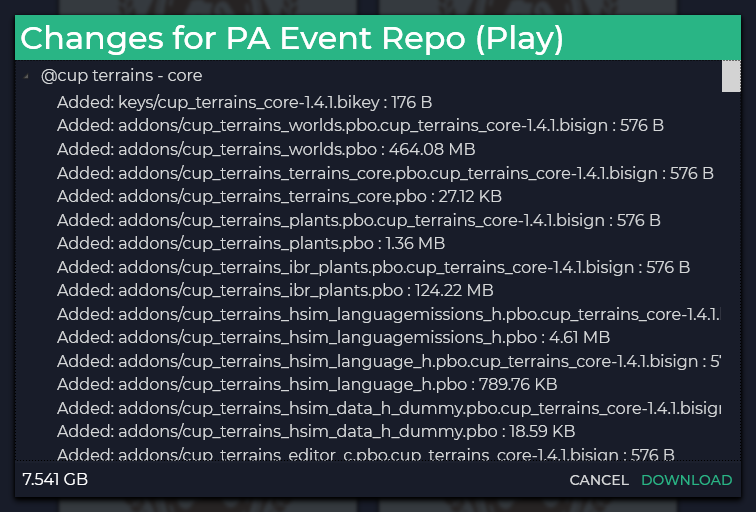 Changes for PA Event Repo (Play)
@cup terrains - core
Added: keys/cup_terrains_core-1.4.1.bikey : 176 B
Added: addons/cup_terrains_worlds.pbo.cup_terrains_core-1.4.1.bisign : 576 B
Added: addons/cup_terrains_worlds.pbo : 464.08 MB
Added: addons/cup_terrains_terrains_core.pbo.cup_terrains_core-1.4.1.bisign : 576 B
Added: addons/cup_terrains_terrains_core.pbo : 27.12 KB
Added: addons/cup_terrains_plants.pbo.cup_terrains_core-1.4.1.bisign : 576 B
Added: addons/cup_terrains_plants.pbo : 1.36 MB
Added: addons/cup_terrains_ibr_plants.pbo.cup_terrains_core-1.4.1.bisign : 576 B
Added: addons/cup_terrains_ibr_plants.pbo : 124.22 MB
Added: addons/cup_terrains_hsim_languagemissions_h.pbo.cup_terrains_core-1.4.1.
Added: addons/cup_terrains_hsim_languagemissions_h.pbo : 4.61 MB
Added: addons/cup_terrains_hsim_language_h.pbo.cup_terrains_core-1.4.1.bisign : 5
Added: addons/cup_terrains_hsim_language_h.pbo : 789.76 KB
Added: addons/cup_terrains_hsim_data_h_dummy.pbo.cup_terrains_core-1.4.1.bisig
Added: addons/cup_terrains_hsim_data_h_dummy.pbo : 18.59 KB
Added: addons/cup_terrains_editor_c.pbo.cup_terrains_core-1.4.1.bisign : 576 B
7.541 GB
CANCEL DOWNLOAD